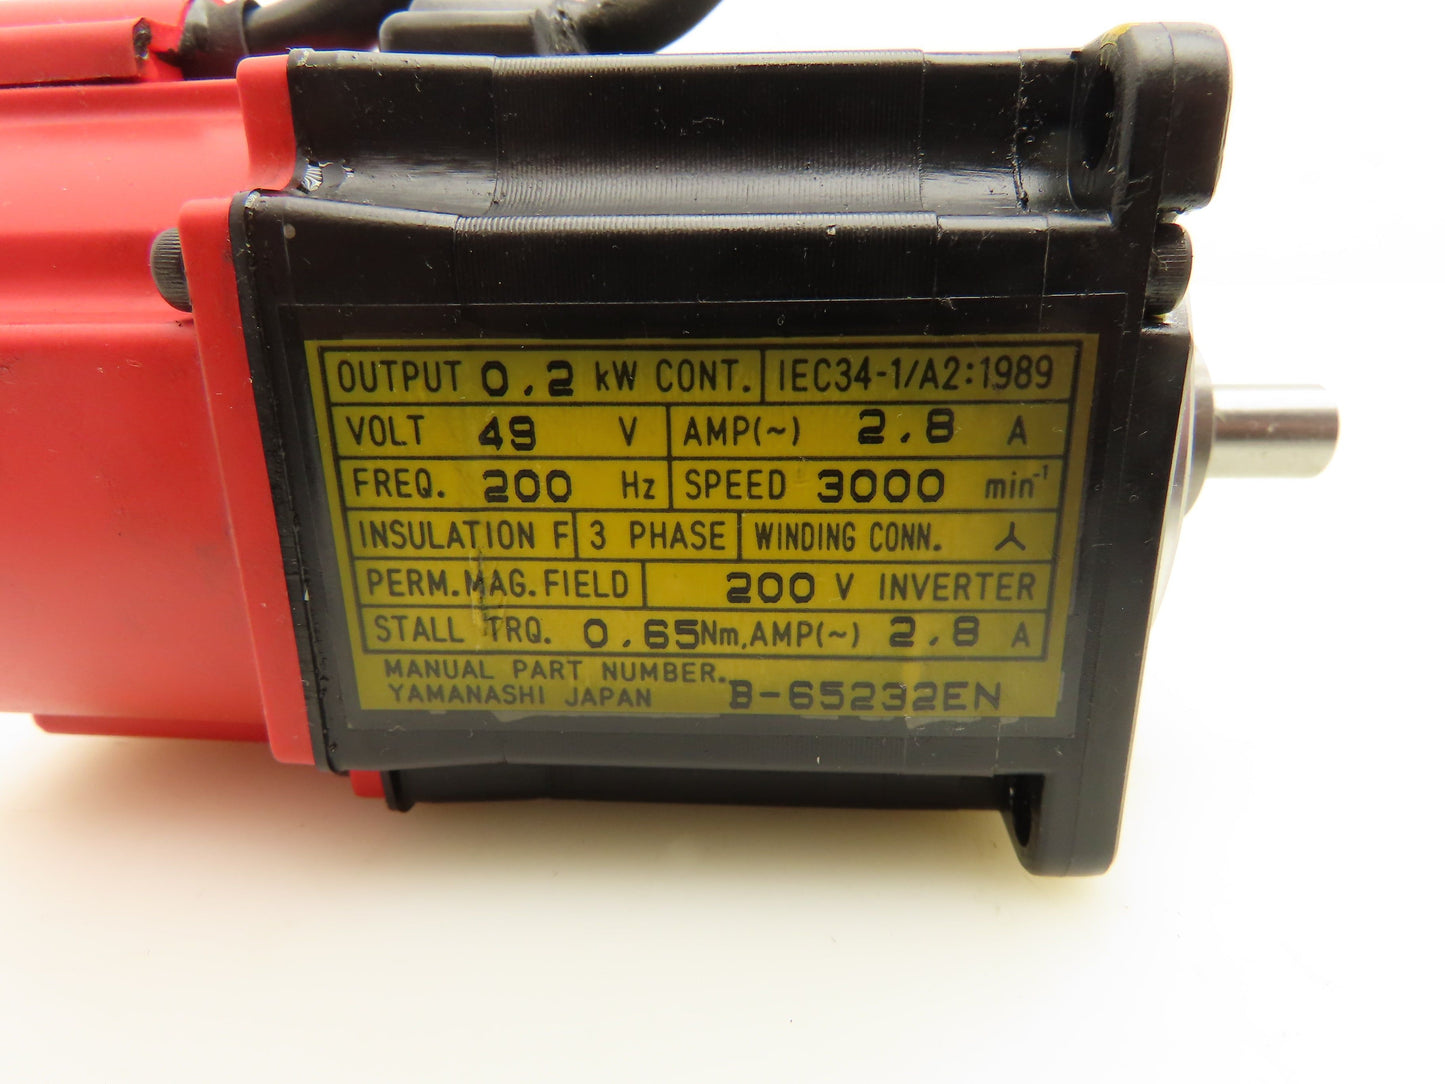 OUTPUT 0.2 kW CONT. IEC34-1/A2:1989
VOLT 49 V AMP(~) 2.8 A
FREQ. 200 Hz SPEED 3000 min⁻¹
INSULATION F 3 PHASE WINDING CONN.
PERM.MAG.FIELD 200 V INVERTER
STALL TRQ. 0.65Nm,AMP(~) 2.8 A
MANUAL PART NUMBER.
YAMANASHI JAPAN B-65232EN